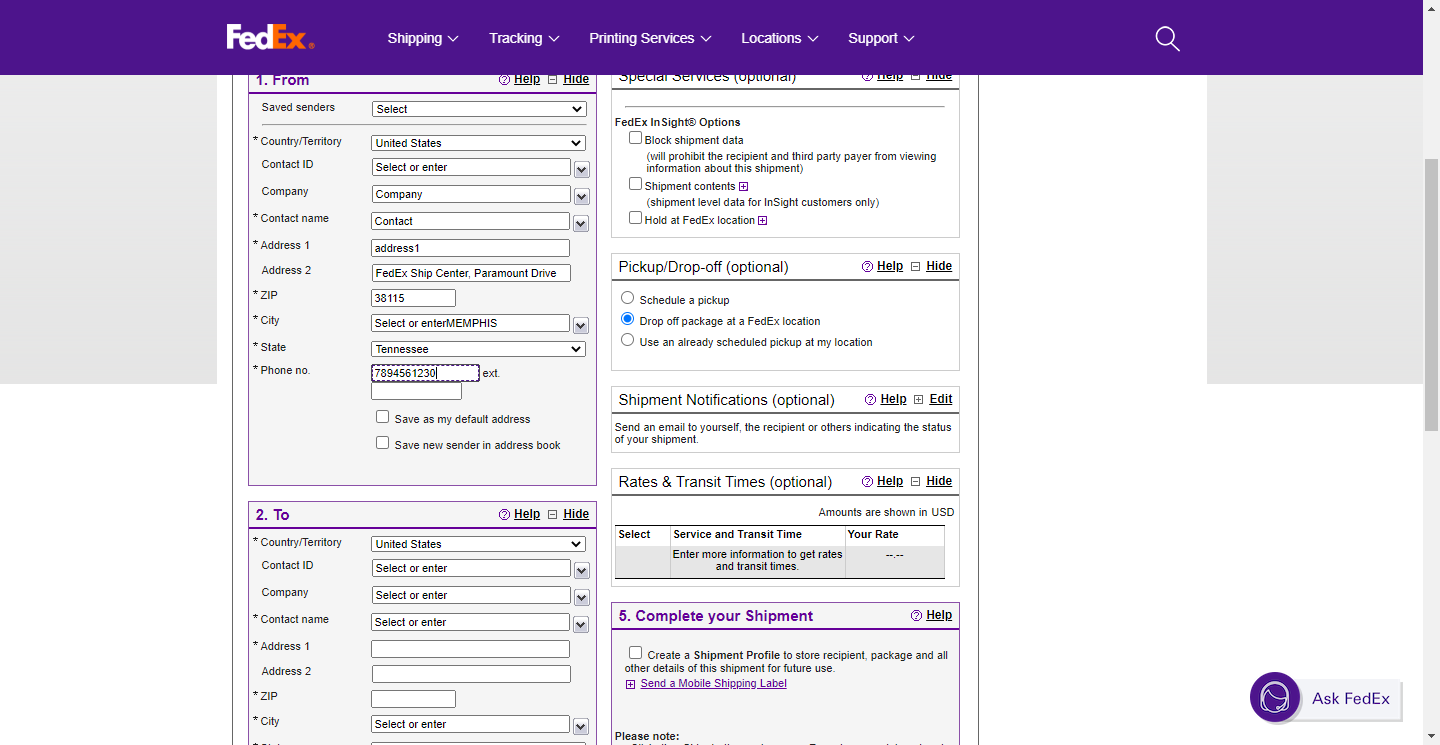 FedEx®
Shipping
Tracking
Printing Services
Locations
Support
1. From
Help
Hide
Saved senders
Select
* Country/Territory
United States
Contact ID
Select or enter
Company
Company
* Contact name
Contact
* Address 1
address1
Address 2
FedEx Ship Center, Paramount Drive
* ZIP
38115
* City
Select or enterMEMPHIS
* State
Tennessee
* Phone no.
7894561230
ext.
Save as my default address
Save new sender in address book
2. To
Help
Hide
* Country/Territory
United States
Contact ID
Select or enter
Company
Select or enter
* Contact name
Select or enter
* Address 1
Address 2
* ZIP
* City
Select or enter
Special Services (optional)
Help
Hide
FedEx InSight® Options
Block shipment data
(will prohibit the recipient and third party payer from viewing
information about this shipment)
Shipment contents
(shipment level data for InSight customers only)
Hold at FedEx location
Pickup/Drop-off (optional)
Help
Hide
Schedule a pickup
Drop off package at a FedEx location
Use an already scheduled pickup at my location
Shipment Notifications (optional)
Help
Edit
Send an email to yourself, the recipient or others indicating the status
of your shipment.
Rates & Transit Times (optional)
Help
Hide
Amounts are shown in USD
Select
Service and Transit Time
Your Rate
Enter more information to get rates
and transit times.
--.--
5. Complete your Shipment
Help
Create a Shipment Profile to store recipient, package and all
other details of this shipment for future use.
Send a Mobile Shipping Label
Please note:
Ask FedEx